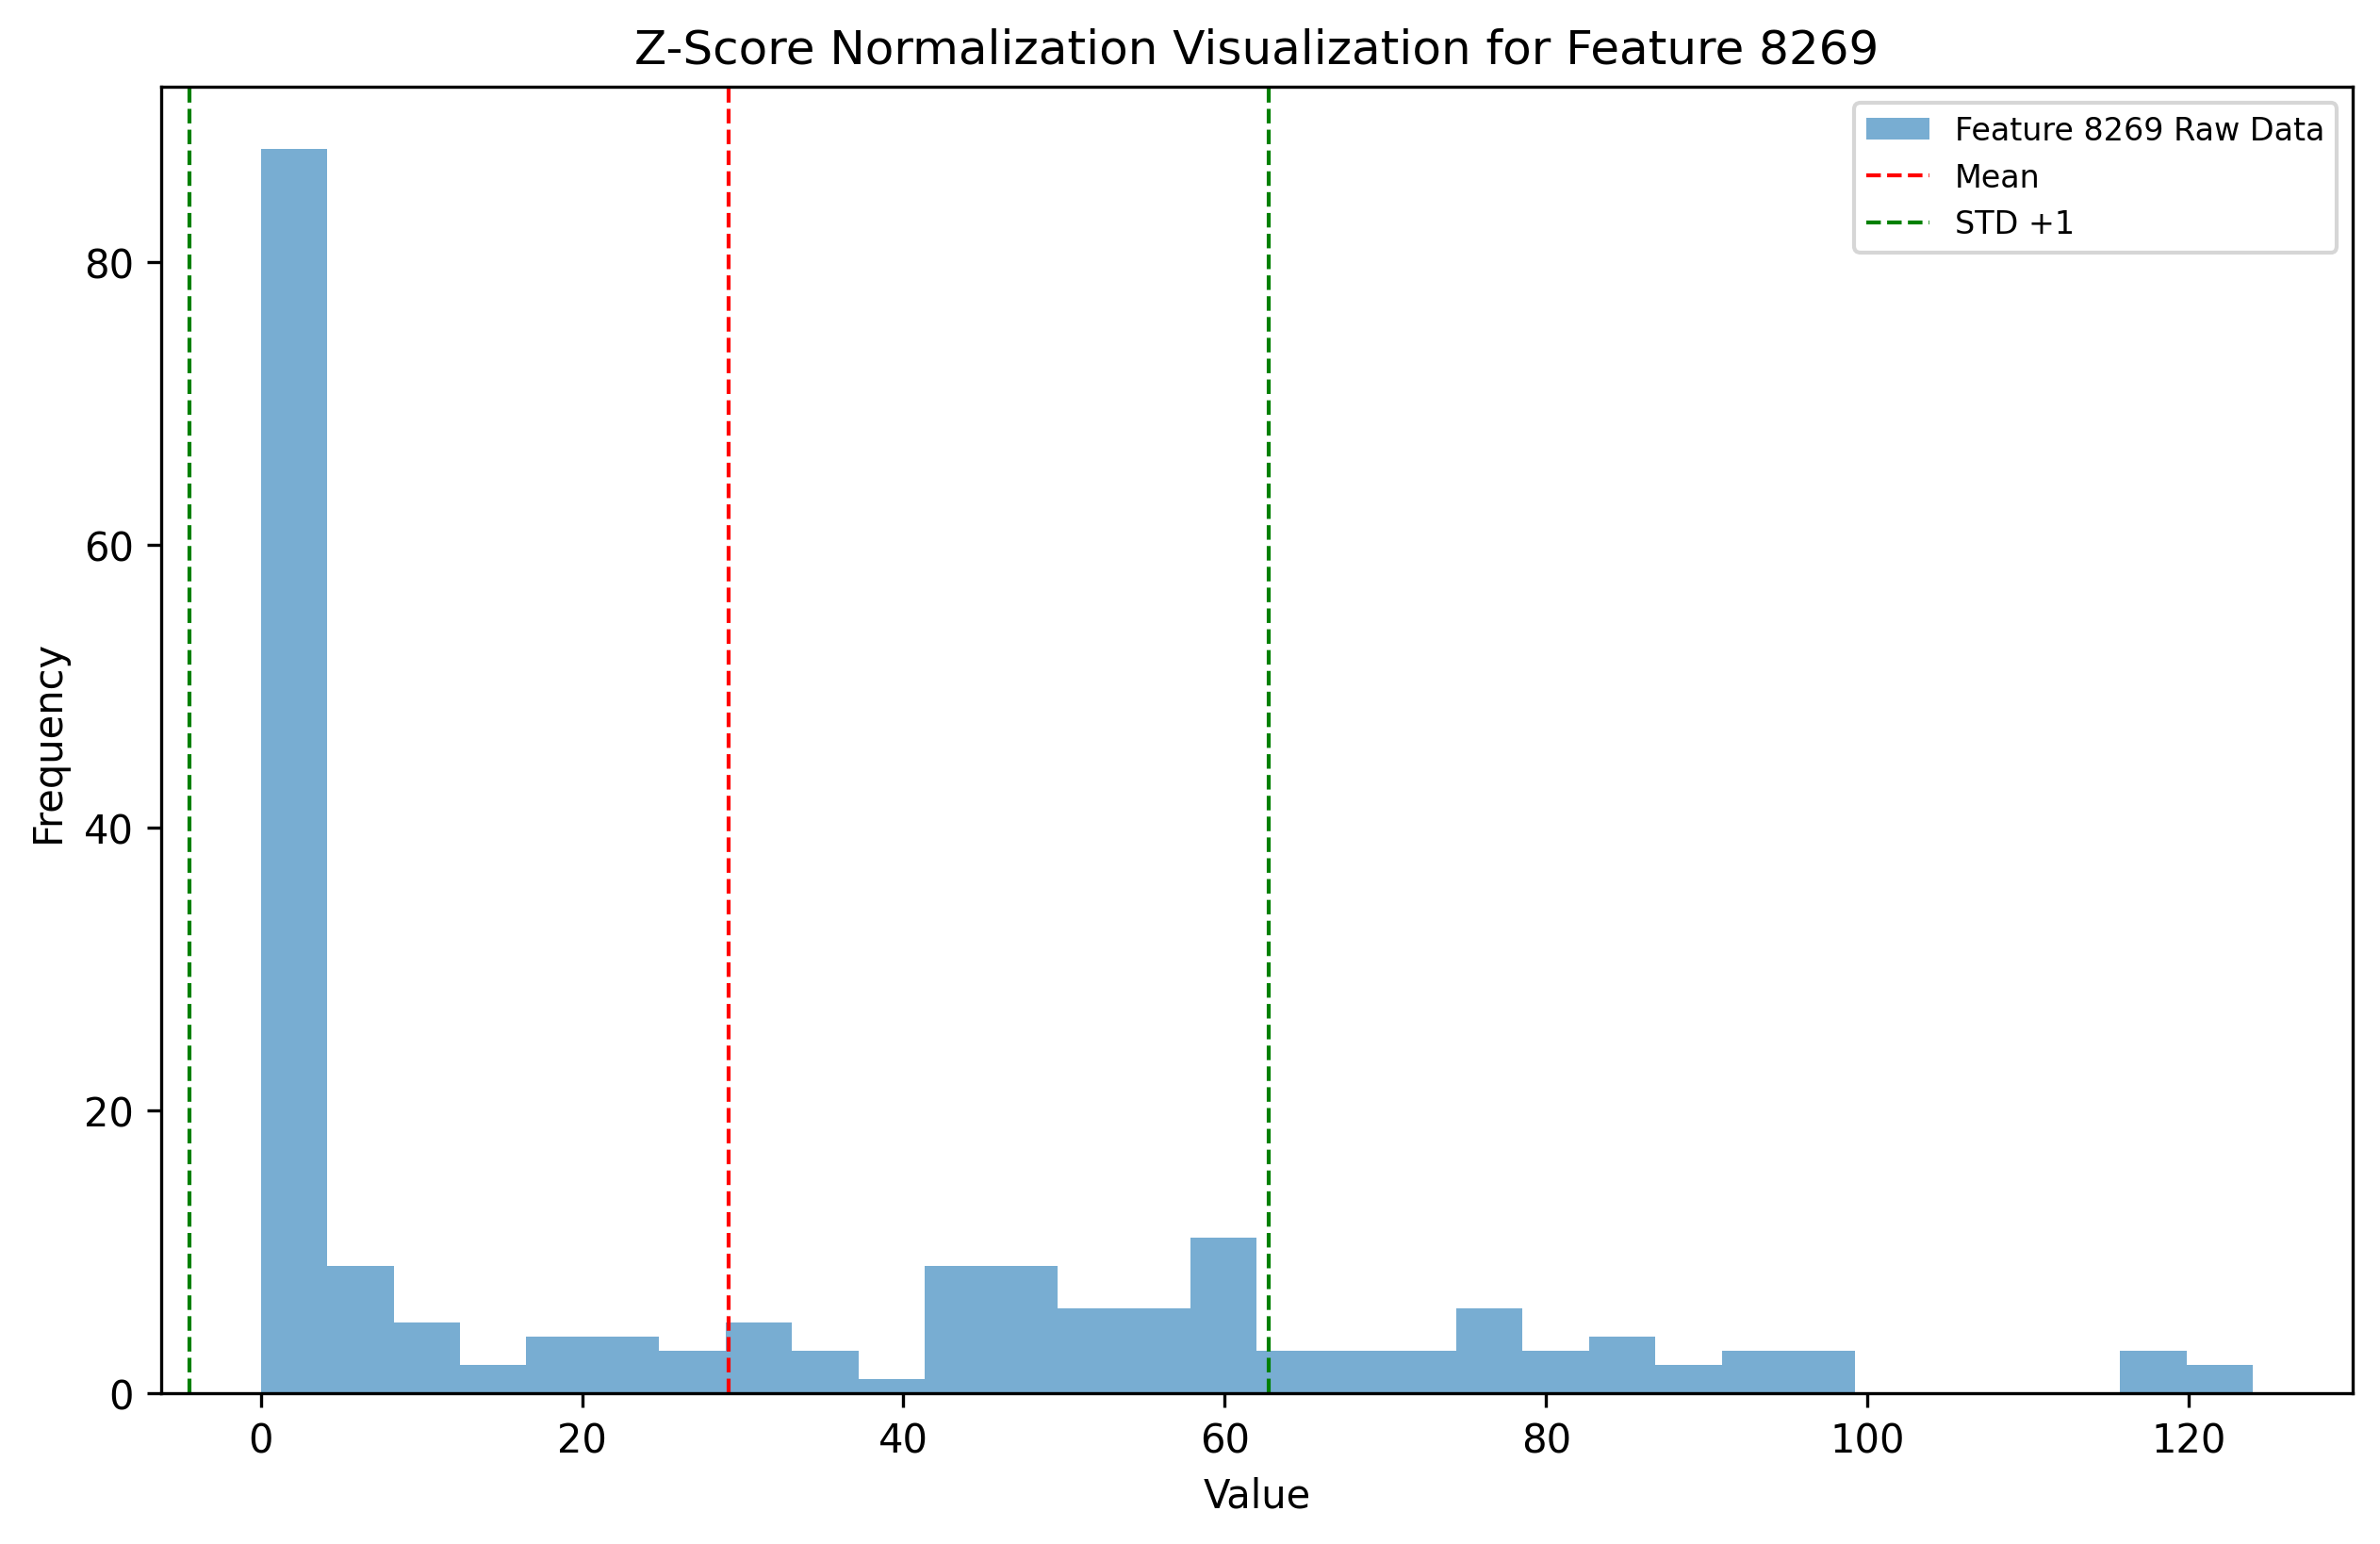 Z-Score Normalization Visualization for Feature 8269
Feature 8269 Raw Data
Mean
STD +1
80
60
40
20
0
Frequency
0 20 40 60 80 100 120
Value